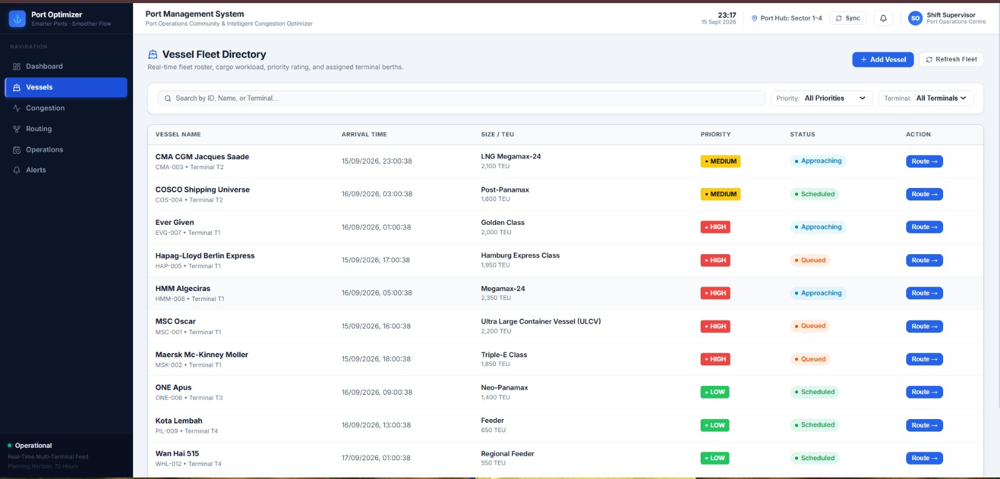 Port Optimizer
Smarter Ports · Smoother Flow
NAVIGATION
Dashboard
Vessels
Congestion
Routing
Operations
Alerts
Operational
Real-Time Multi-Terminal Feed
Planning Horizon: 72 Hours
Port Management System
Port Operations Community & Intelligent Congestion Optimizer
23:17
15 Sept 2026
Port Hub: Sector 1–4
Sync
SO
Shift Supervisor
Port Operations Centre
Vessel Fleet Directory
Real-time fleet roster, cargo workload, priority rating, and assigned terminal berths.
+ Add Vessel
Refresh Fleet
Search by ID, Name, or Terminal...
Priority: All Priorities
Terminal: All Terminals
VESSEL NAME ARRIVAL TIME SIZE / TEU PRIORITY STATUS ACTION
CMA CGM Jacques Saade 15/09/2026, 23:00:38 LNG Megamax-24 • MEDIUM • Approaching Route →
CMA-003 • Terminal T2 2,100 TEU
COSCO Shipping Universe 16/09/2026, 03:00:38 Post-Panamax • MEDIUM • Scheduled Route →
COS-004 • Terminal T2 1,600 TEU
Ever Given 16/09/2026, 01:00:38 Golden Class • HIGH • Approaching Route →
EVG-007 • Terminal T1 2,000 TEU
Hapag-Lloyd Berlin Express 15/09/2026, 17:00:38 Hamburg Express Class • HIGH • Queued Route →
HAP-005 • Terminal T1 1,950 TEU
HMM Algeciras 16/09/2026, 05:00:38 Megamax-24 • HIGH • Approaching Route →
HMM-008 • Terminal T1 2,350 TEU
MSC Oscar 15/09/2026, 16:00:38 Ultra Large Container Vessel (ULCV) • HIGH • Queued Route →
MSC-001 • Terminal T1 2,200 TEU
Maersk Mc-Kinney Moller 15/09/2026, 18:00:38 Triple-E Class • HIGH • Queued Route →
MSK-002 • Terminal T1 1,850 TEU
ONE Apus 16/09/2026, 09:00:38 Neo-Panamax • LOW • Scheduled Route →
ONE-006 • Terminal T3 1,400 TEU
Kota Lembah 16/09/2026, 13:00:38 Feeder • LOW • Scheduled Route →
PIL-009 • Terminal T4 650 TEU
Wan Hai 515 17/09/2026, 01:00:38 Regional Feeder • LOW • Scheduled Route →
WHL-012 • Terminal T4 550 TEU